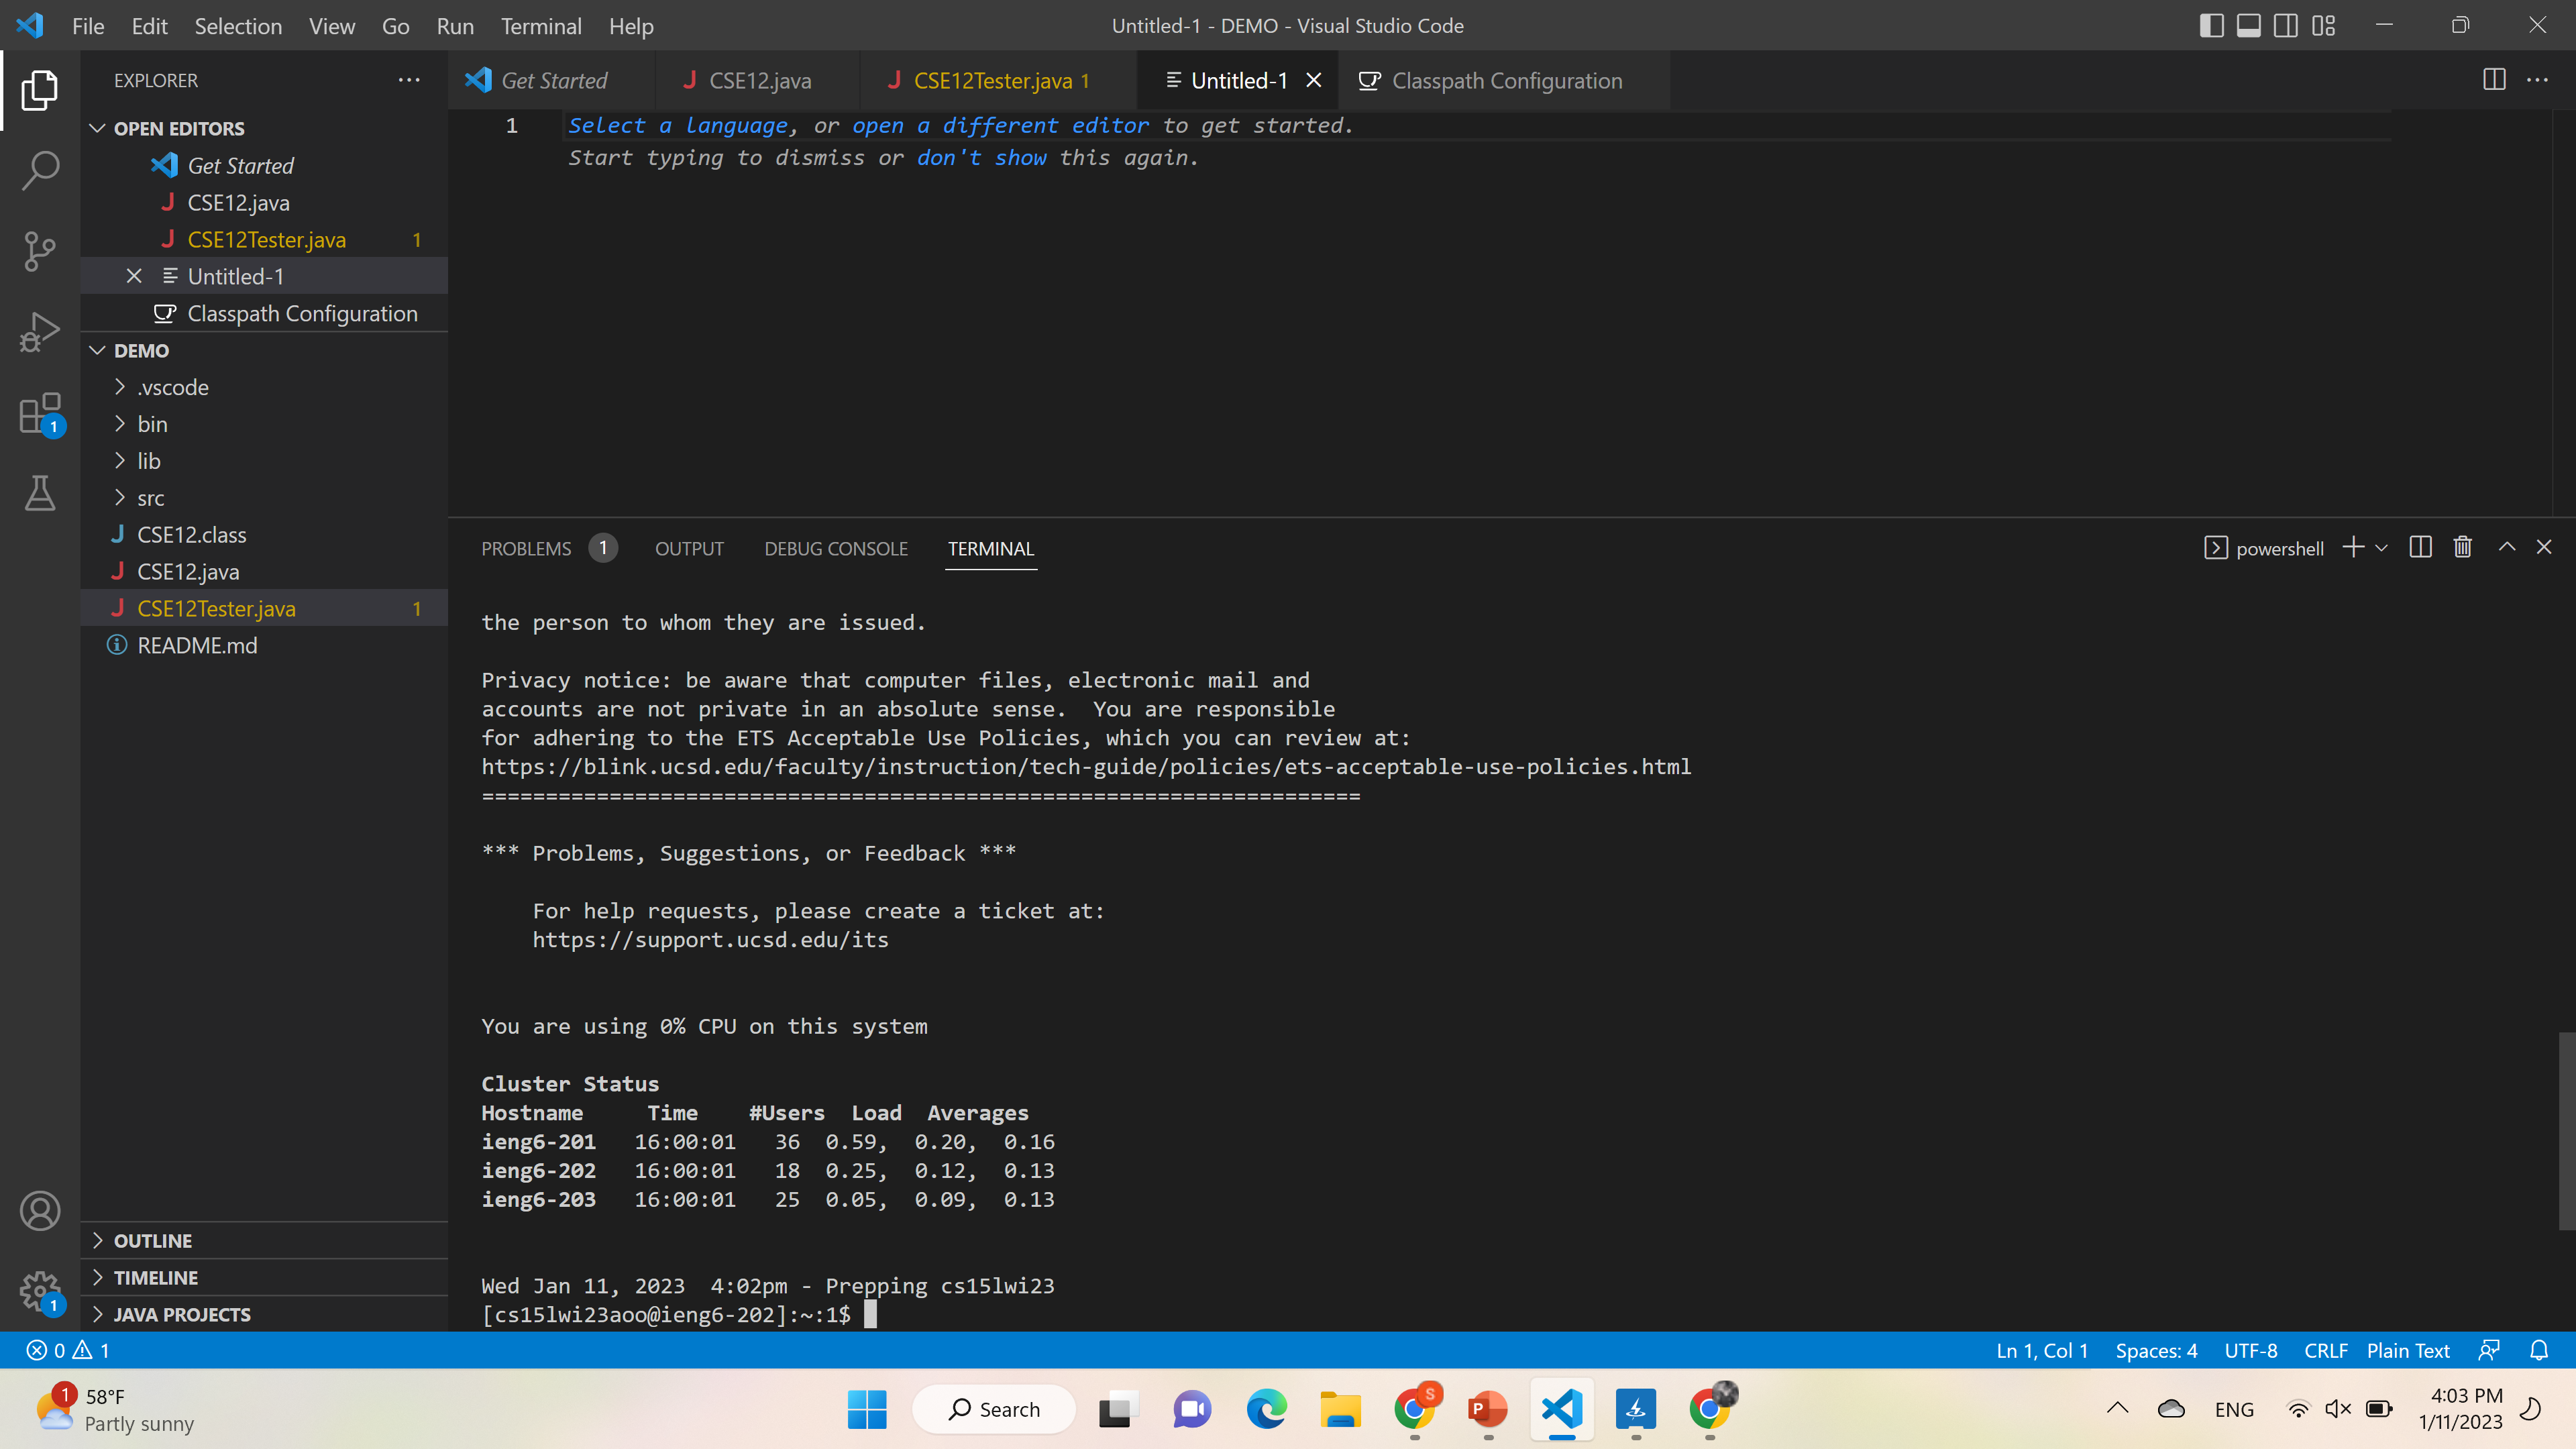 File Edit Selection View Go Run Terminal Help
Untitled-1 - DEMO - Visual Studio Code
EXPLORER
Get Started
CSE12.java
CSE12Tester.java 1
Untitled-1
Classpath Configuration
OPEN EDITORS
Get Started
CSE12.java
CSE12Tester.java 1
Untitled-1
Classpath Configuration
DEMO
.vscode
bin
lib
src
CSE12.class
CSE12.java
CSE12Tester.java 1
README.md
OUTLINE
TIMELINE
JAVA PROJECTS
1
1
1 Select a language, or open a different editor to get started.
Start typing to dismiss or don't show this again.
PROBLEMS 1 OUTPUT DEBUG CONSOLE TERMINAL
powershell
the person to whom they are issued.
Privacy notice: be aware that computer files, electronic mail and
accounts are not private in an absolute sense.  You are responsible
for adhering to the ETS Acceptable Use Policies, which you can review at:
https://blink.ucsd.edu/faculty/instruction/tech-guide/policies/ets-acceptable-use-policies.html
=====================================================================
*** Problems, Suggestions, or Feedback ***
For help requests, please create a ticket at:
https://support.ucsd.edu/its
You are using 0% CPU on this system
Cluster Status
Hostname     Time    #Users  Load  Averages
ieng6-201   16:00:01   36  0.59,  0.20,  0.16
ieng6-202   16:00:01   18  0.25,  0.12,  0.13
ieng6-203   16:00:01   25  0.05,  0.09,  0.13
Wed Jan 11, 2023  4:02pm - Prepping cs15lwi23
[cs15lwi23aoo@ieng6-202]:~:1$
0 1
Ln 1, Col 1 Spaces: 4 UTF-8 CRLF Plain Text
1
58°F
Partly sunny
Search
S
P
ENG
4:03 PM
1/11/2023